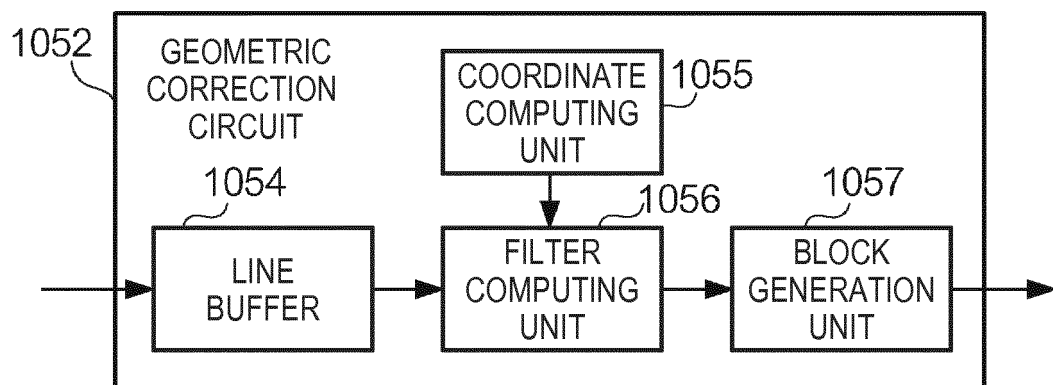 1052
GEOMETRIC
CORRECTION
CIRCUIT
COORDINATE
COMPUTING
UNIT
1055
1054
LINE
BUFFER
1056
FILTER
COMPUTING
UNIT
1057
BLOCK
GENERATION
UNIT